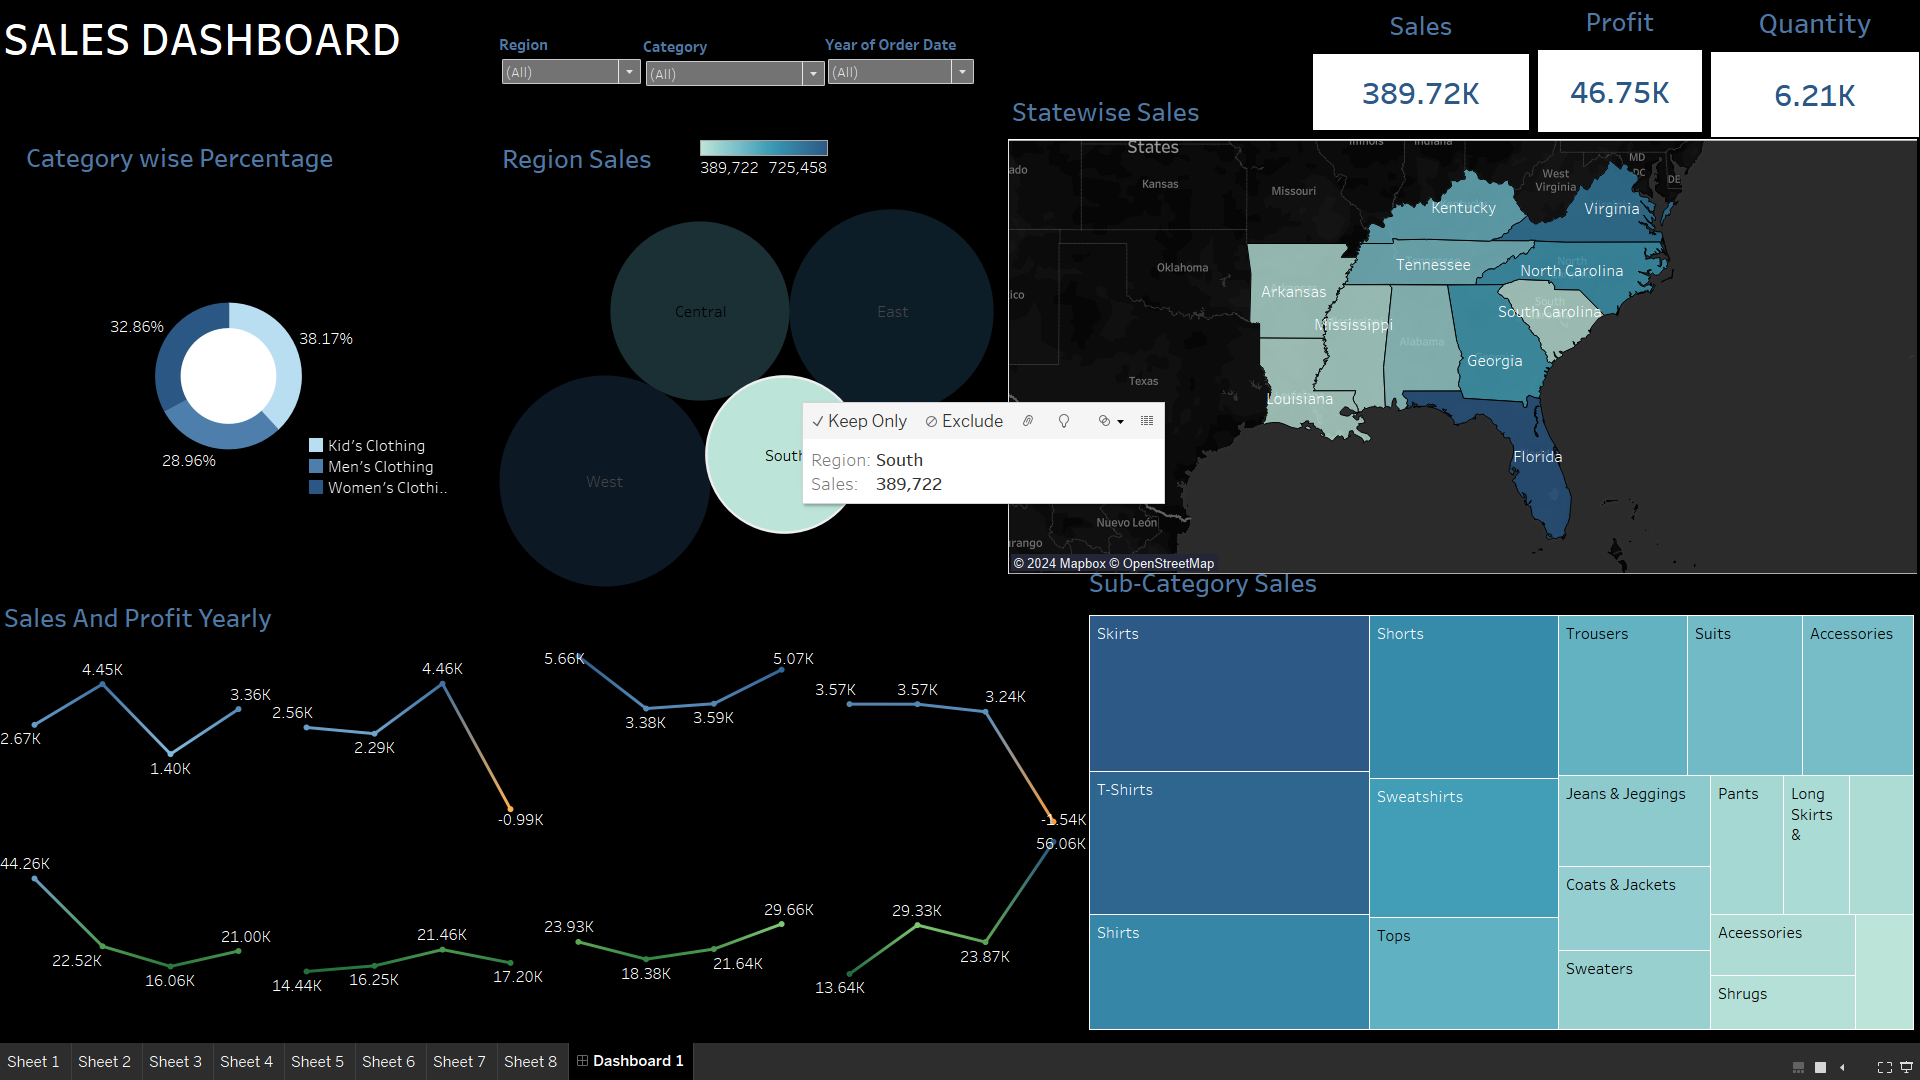 SALES DASHBOARD
Region
Category
Year of Order Date
(All)
(All)
(All)
Sales
Profit
Quantity
389.72K
46.75K
6.21K
Category wise Percentage
32.86%
38.17%
28.96%
Kid's Clothing
Men's Clothing
Women's Clothi..
Region Sales
389,722 725,458
Central
East
West
South
Keep Only
Exclude
Region: South
Sales: 389,722
Statewise Sales
States
Illinois
Indiana
MD
DC
DE
Kansas
Missouri
West
Virginia
Kentucky
Virginia
Oklahoma
Tennessee
North
North Carolina
Arkansas
South
South Carolina
Mississippi
Alabama
Georgia
Texas
Louisiana
Florida
Nuevo León
© 2024 Mapbox © OpenStreetMap
Sales And Profit Yearly
2.67K
4.45K
1.40K
3.36K
2.56K
2.29K
4.46K
-0.99K
5.66K
3.38K
3.59K
5.07K
3.57K
3.57K
3.24K
-1.54K
44.26K
22.52K
16.06K
21.00K
14.44K
16.25K
21.46K
17.20K
23.93K
18.38K
21.64K
29.66K
13.64K
29.33K
23.87K
56.06K
Sub-Category Sales
Skirts
Shorts
Trousers
Suits
Accessories
T-Shirts
Sweatshirts
Jeans & Jeggings
Pants
Long
Skirts
&
Coats & Jackets
Shirts
Tops
Aceessories
Sweaters
Shrugs
Sheet 1
Sheet 2
Sheet 3
Sheet 4
Sheet 5
Sheet 6
Sheet 7
Sheet 8
Dashboard 1